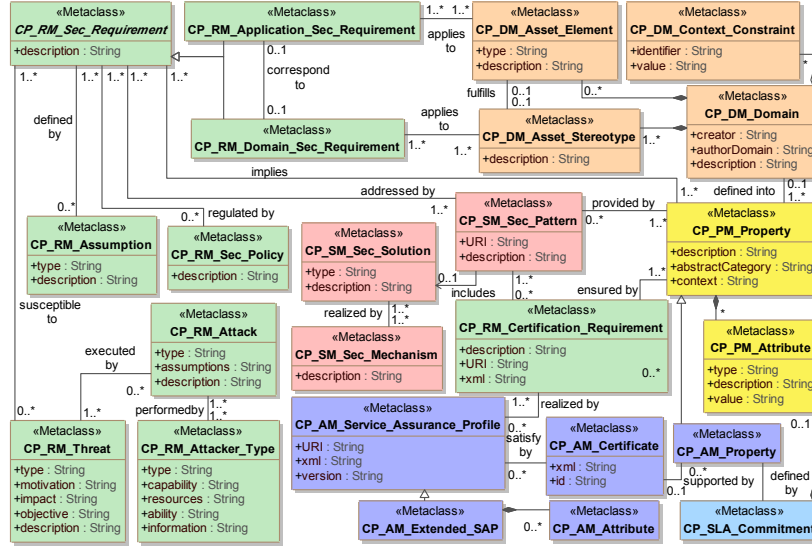 «Metaclass»
CP_RM_Sec_Requirement
+description : String
«Metaclass»
CP_RM_Application_Sec_Requirement
1..*
1..*
applies
to
«Metaclass»
CP_DM_Asset_Element
+type : String
+description : String
«Metaclass»
CP_DM_Context_Constraint
+identifier : String
+value : String
*
1..*
1..*
1..*
1..*
1..*
0..1
correspond
to
0..1
fulfills
0..1
0..1
0..*
«Metaclass»
CP_DM_Domain
+creator : String
+authorDomain : String
+description : String
defined
by
«Metaclass»
CP_RM_Domain_Sec_Requirement
1..*
applies
to
1..*
«Metaclass»
CP_DM_Asset_Stereotype
+description : String
1..*
implies
addressed by
1..*
1..*
defined into
0..1
1..*
0..*
«Metaclass»
CP_RM_Assumption
+type : String
+description : String
0..*
regulated by
«Metaclass»
CP_RM_Sec_Policy
+description : String
«Metaclass»
CP_SM_Sec_Pattern
+URI : String
+description : String
provided by
0..*
1..*
«Metaclass»
CP_PM_Property
+description : String
+abstractCategory : String
+context : String
«Metaclass»
CP_SM_Sec_Solution
+type : String
+description : String
0..1
includes
1..*
0..*
ensured by
1..*
susceptible
to
realized by
1..*
1..*
«Metaclass»
CP_SM_Sec_Mechanism
+description : String
«Metaclass»
CP_RM_Certification_Requirement
+description : String
+URI : String
+xml : String
0..*
*
«Metaclass»
CP_PM_Attribute
+type : String
+description : String
+value : String
«Metaclass»
CP_RM_Attack
+type : String
+assumptions : String
+description : String
executed
by
0..*
1..*
performedby
1..*
1..*
0..*
«Metaclass»
CP_RM_Threat
+type : String
+motivation : String
+impact : String
+objective : String
+description : String
«Metaclass»
CP_RM_Attacker_Type
+type : String
+capability : String
+resources : String
+ability : String
+information : String
«Metaclass»
CP_AM_Service_Assurance_Profile
+URI : String
+xml : String
+version : String
1..*
realized by
0..*
satisfy
by
0..*
«Metaclass»
CP_AM_Certificate
+xml : String
+id : String
0..1
«Metaclass»
CP_AM_Property
0..*
supported by
0..1
defined
by
«Metaclass»
CP_AM_Extended_SAP
0..*
«Metaclass»
CP_AM_Attribute
«Metaclass»
CP_SLA_Commitment